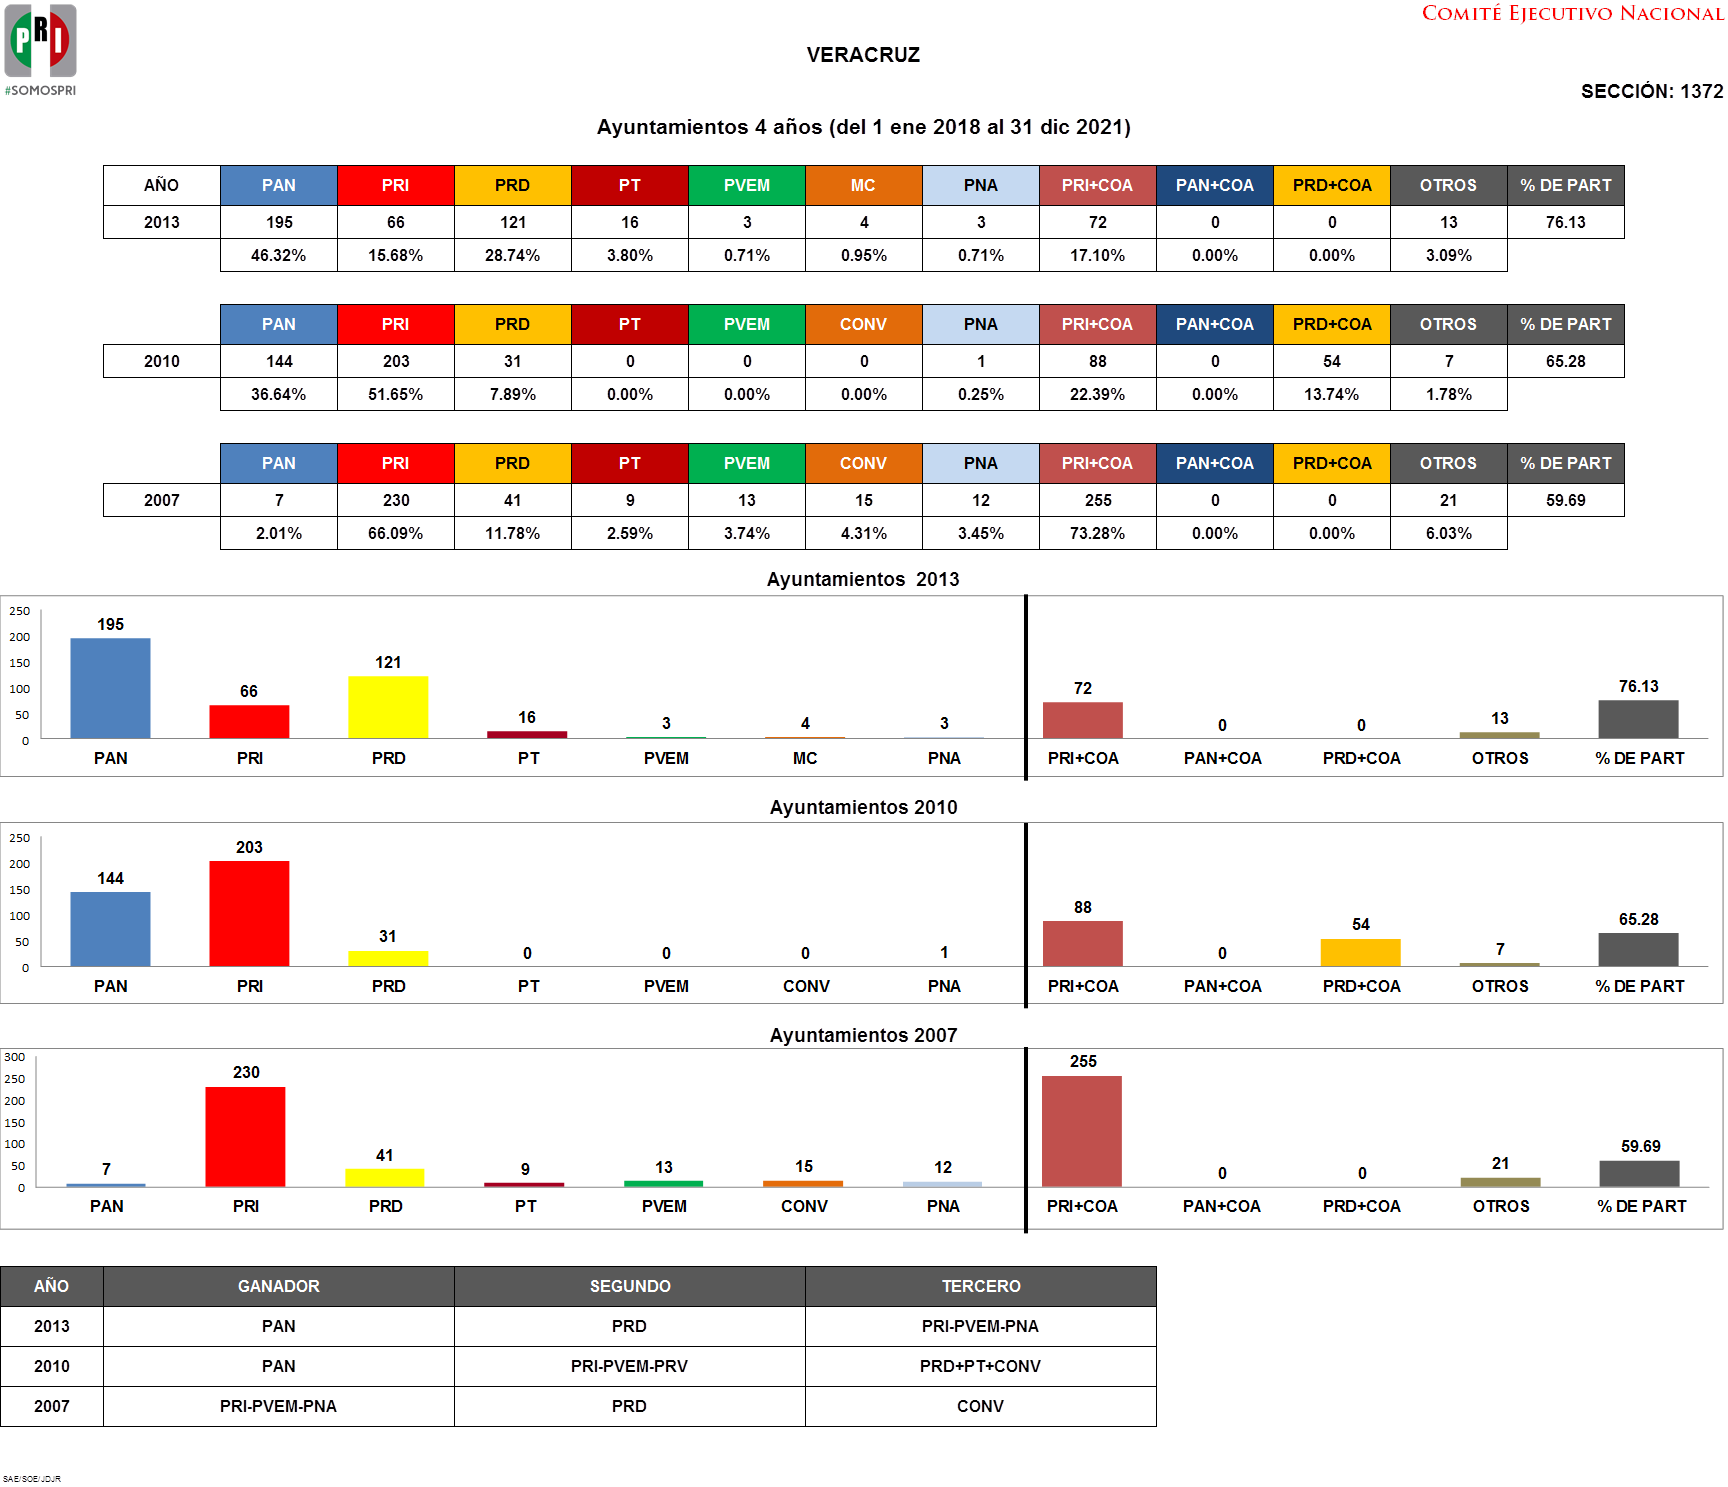 PRI
#SOMOSPRI
COMITÉ EJECUTIVO NACIONAL
VERACRUZ
SECCIÓN: 1372
Ayuntamientos 4 años (del 1 ene 2018 al 31 dic 2021)
AÑO PAN PRI PRD PT PVEM MC PNA PRI+COA PAN+COA PRD+COA OTROS % DE PART
2013 195 66 121 16 3 4 3 72 0 0 13 76.13
46.32% 15.68% 28.74% 3.80% 0.71% 0.95% 0.71% 17.10% 0.00% 0.00% 3.09%
PAN PRI PRD PT PVEM CONV PNA PRI+COA PAN+COA PRD+COA OTROS % DE PART
2010 144 203 31 0 0 0 1 88 0 54 7 65.28
36.64% 51.65% 7.89% 0.00% 0.00% 0.00% 0.25% 22.39% 0.00% 13.74% 1.78%
PAN PRI PRD PT PVEM CONV PNA PRI+COA PAN+COA PRD+COA OTROS % DE PART
2007 7 230 41 9 13 15 12 255 0 0 21 59.69
2.01% 66.09% 11.78% 2.59% 3.74% 4.31% 3.45% 73.28% 0.00% 0.00% 6.03%
Ayuntamientos 2013
250
200
150
100
50
0
195 66 121 16 3 4 3 72 0 0 13 76.13
PAN PRI PRD PT PVEM MC PNA PRI+COA PAN+COA PRD+COA OTROS % DE PART
Ayuntamientos 2010
250
200
150
100
50
0
144 203 31 0 0 0 1 88 0 54 7 65.28
PAN PRI PRD PT PVEM CONV PNA PRI+COA PAN+COA PRD+COA OTROS % DE PART
Ayuntamientos 2007
300
250
200
150
100
50
0
7 230 41 9 13 15 12 255 0 0 21 59.69
PAN PRI PRD PT PVEM CONV PNA PRI+COA PAN+COA PRD+COA OTROS % DE PART
AÑO GANADOR SEGUNDO TERCERO
2013 PAN PRD PRI-PVEM-PNA
2010 PAN PRI-PVEM-PRV PRD+PT+CONV
2007 PRI-PVEM-PNA PRD CONV
SAE/SOE/JDJR